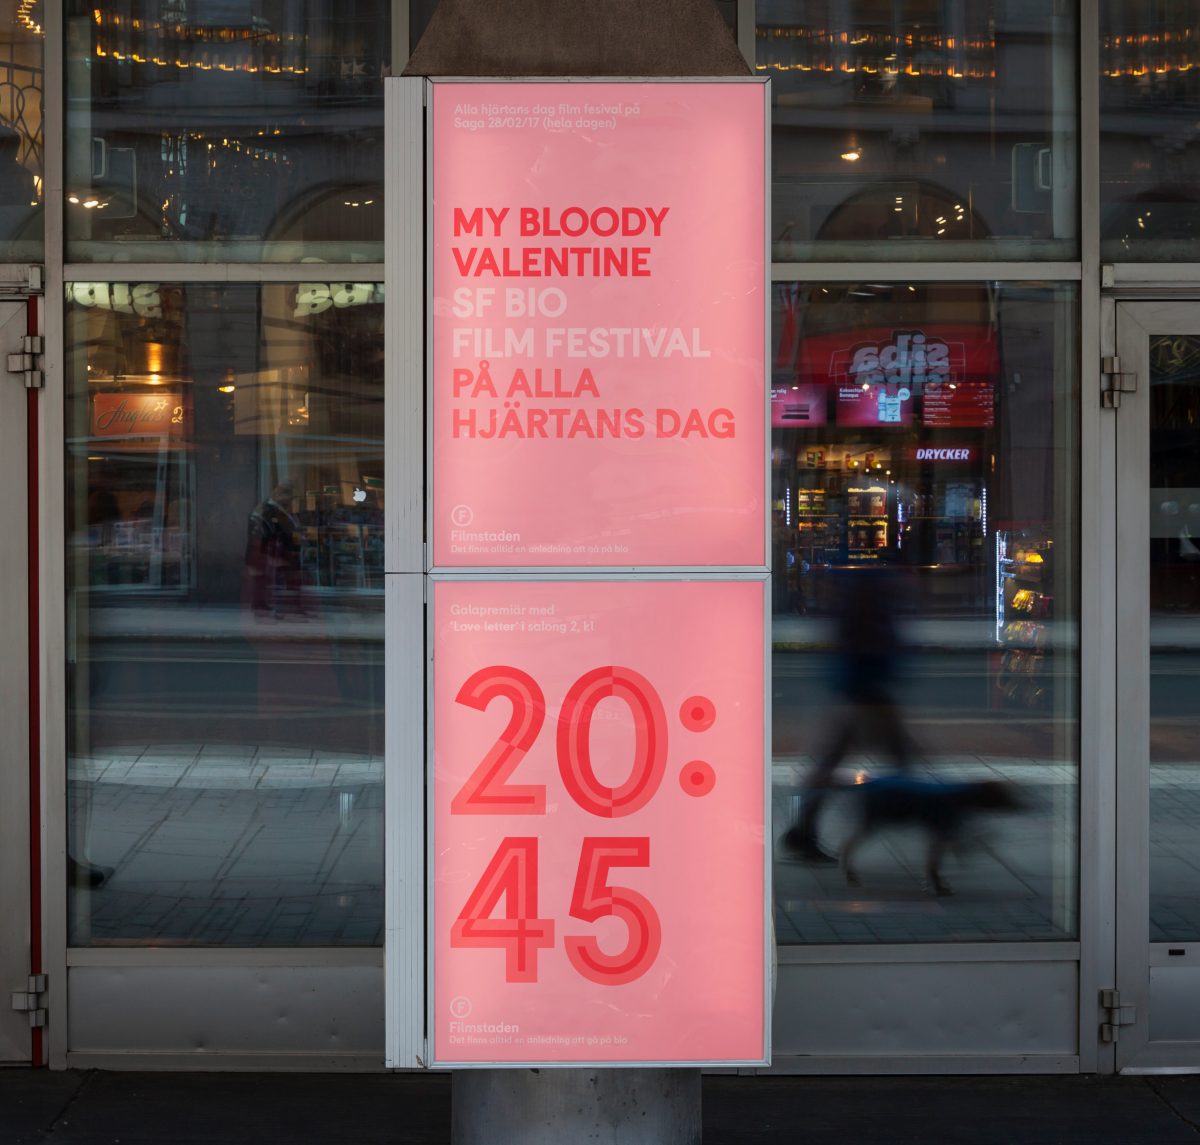 Alla hjärtans dag film fesival på
Saga 28/02/17 (hela dagen)
MY BLOODY
VALENTINE
SF BIO
FILM FESTIVAL
PÅ ALLA
HJÄRTANS DAG
F
Filmstaden
Det finns alltid en anledning att gå på bio
Galapremiär med
'Love letter' i salong 2, kl
20:
45
F
Filmstaden
Det finns alltid en anledning att gå på bio
siba
DRYCKER